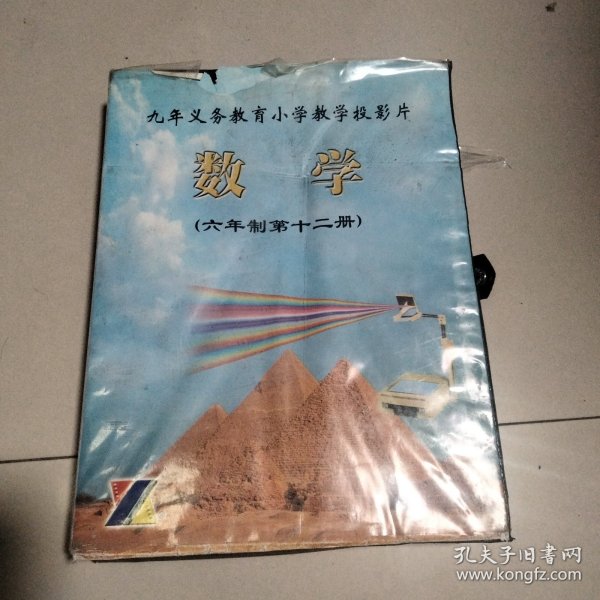 九年义务教育小学教学投影片
数 学
(六年制第十二册)
孔夫子旧书网
www.kongfz.com